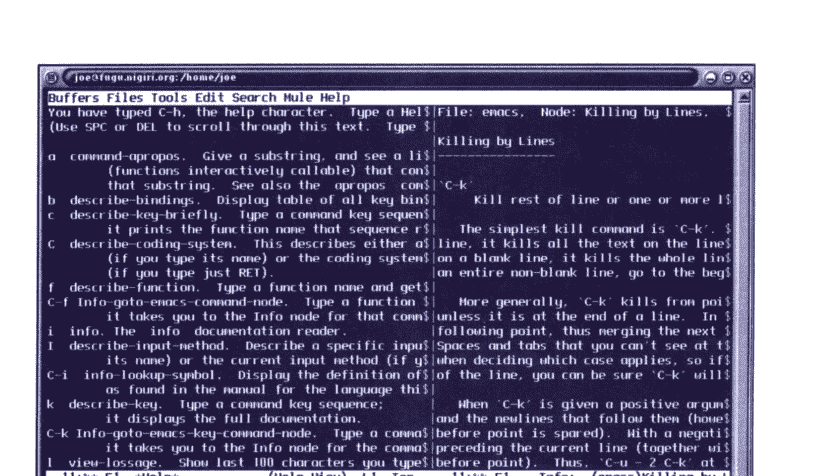 joe@fugu.nigiri.org:/home/joe
Buffers Files Tools Edit Search Mule Help
You have typed C-h, the help character.  Type a Hel$
(Use SPC or DEL to scroll through this text.  Type $
a  command-apropos.  Give a substring, and see a li$
(functions interactively callable) that con$
that substring.  See also the  apropos  com$
b  describe-bindings.  Display table of all key bin$
c  describe-key-briefly.  Type a command key sequen$
it prints the function name that sequence r$
C  describe-coding-system.  This describes either a$
(if you type its name) or the coding system$
(if you type just RET).
f  describe-function.  Type a function name and get$
C-f Info-goto-emacs-command-node.  Type a function $
it takes you to the Info node for that comm$
i  info. The  info  documentation reader.
I  describe-input-method.  Describe a specific inpu$
its name) or the current input method (if y$
C-i  info-lookup-symbol.  Display the definition of$
as found in the manual for the language thi$
k  describe-key.  Type a command key sequence;
it displays the full documentation.
C-k Info-goto-emacs-key-command-node.  Type a comma$
it takes you to the Info node for the comma$
l  view-lossage.  Show last 100 characters you type$
File: emacs,  Node: Killing by Lines,  $
Killing by Lines
----------------
`C-k'
Kill rest of line or one or more l$
The simplest kill command is `C-k'. $
line, it kills all the text on the line$
on a blank line, it kills the whole lin$
an entire non-blank line, go to the beg$
More generally, `C-k' kills from poi$
unless it is at the end of a line.  In $
following point, thus merging the next $
Spaces and tabs that you can't see at t$
when deciding which case applies, so if$
of the line, you can be sure `C-k' will$
When `C-k' is given a positive argum$
and the newlines that follow them (howe$
before point is spared).  With a negati$
preceding the current line (together wi$
before point).  Thus, `C-u - 2 C-k' at $